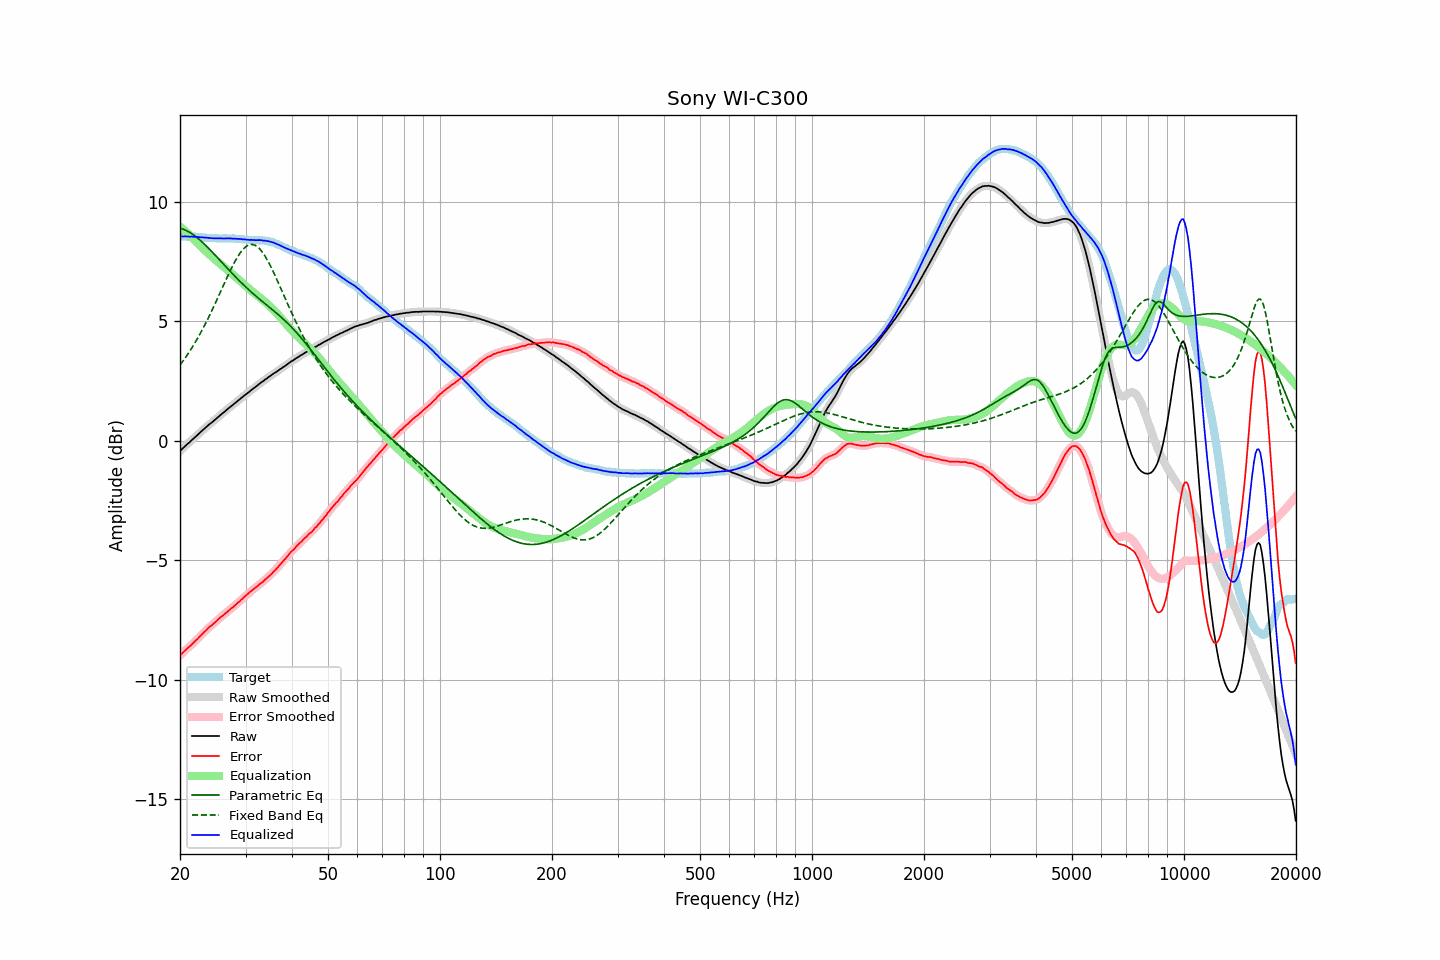 Sony WI-C300
Amplitude (dBr)
10
5
0
−5
−10
−15
Target
Raw Smoothed
Error Smoothed
Raw
Error
Equalization
Parametric Eq
Fixed Band Eq
Equalized
20 50 100 200 500 1000 2000 5000 10000 20000
Frequency (Hz)